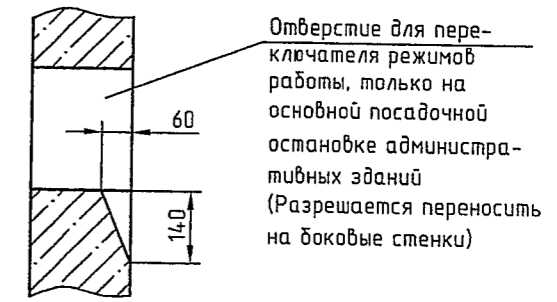 Отверстие для пере-
ключателя режимов
работы, только на
основной посадочной
остановке администра-
тивных зданий
(Разрешается переносить
на боковые стенки)
60
140